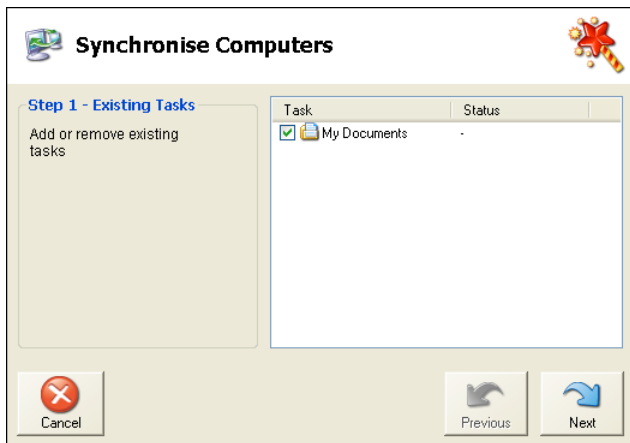 Synchronise Computers
Step 1 - Existing Tasks
Add or remove existing
tasks
Task Status
My Documents -
Cancel Previous Next